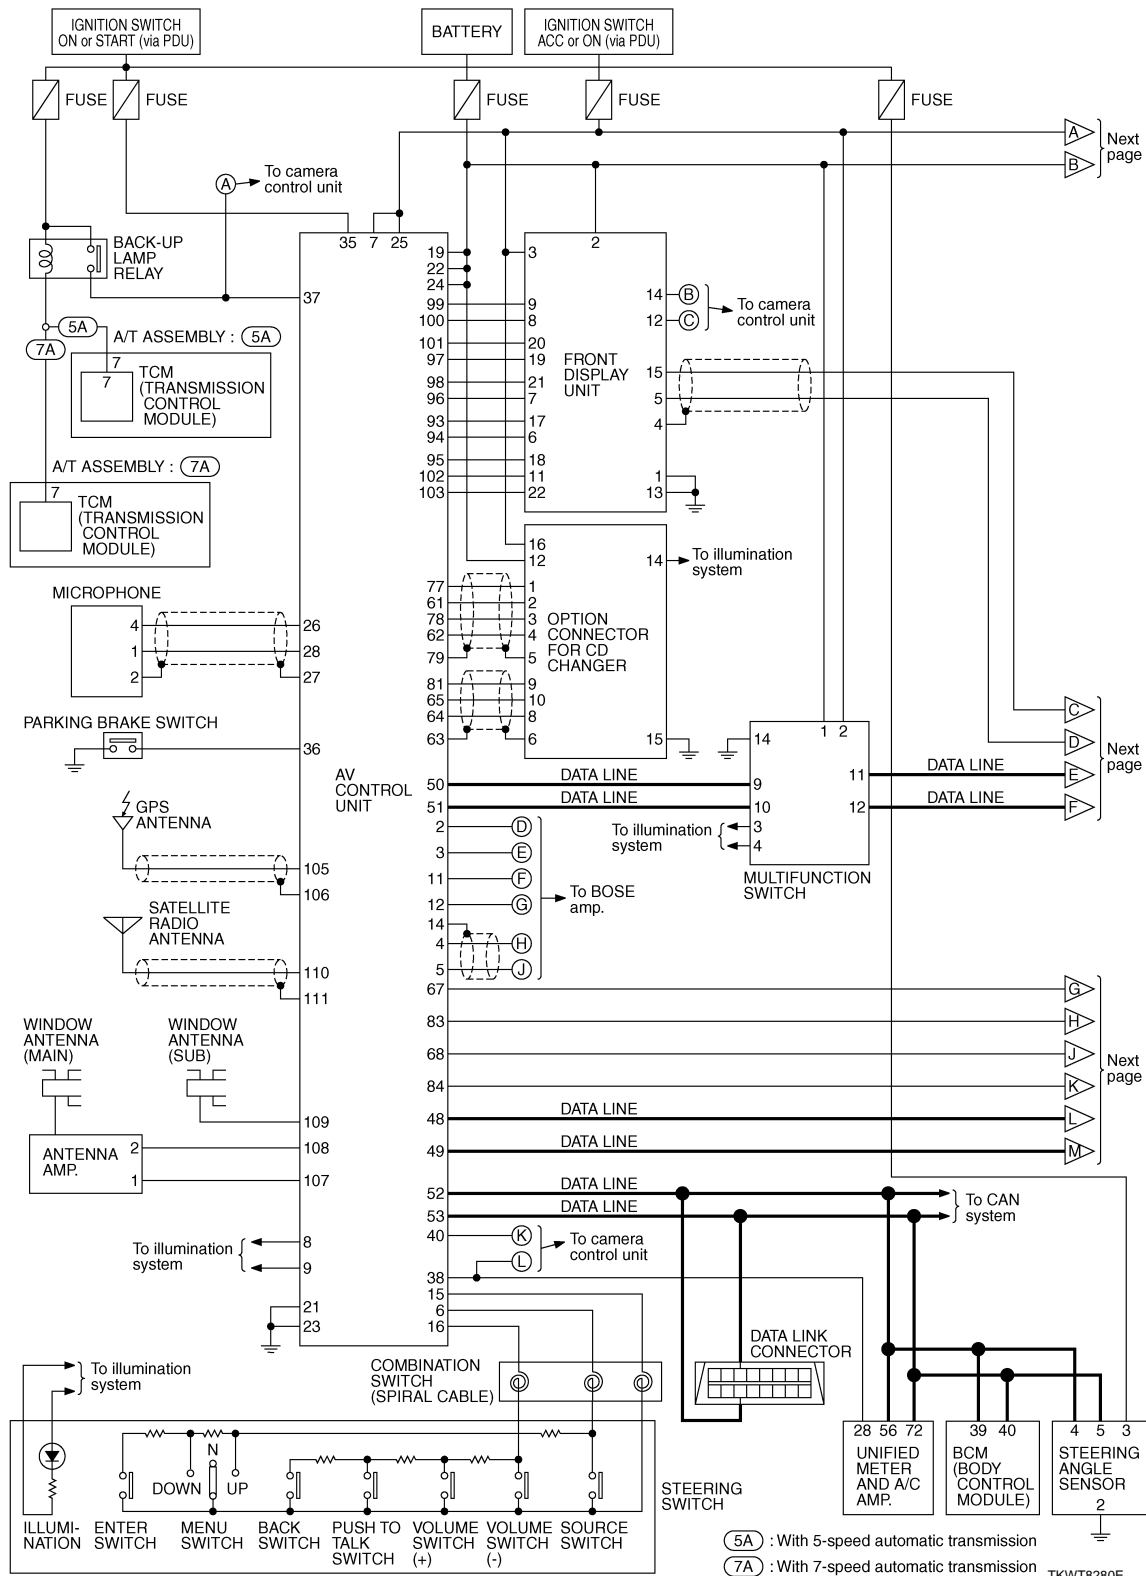 IGNITION SWITCH
ON or START (via PDU)
BATTERY
IGNITION SWITCH
ACC or ON (via PDU)
FUSE
FUSE
FUSE
FUSE
FUSE
A
B
Next
page
A
To camera
control unit
35 7 25
BACK-UP
LAMP
RELAY
37
5A
7A
A/T ASSEMBLY : 5A
7
7
TCM
(TRANSMISSION
CONTROL
MODULE)
A/T ASSEMBLY : 7A
7
TCM
(TRANSMISSION
CONTROL
MODULE)
19
22
24
99
100
101
97
98
96
93
94
95
102
103
2
3
9
8
20
19
21
7
17
6
18
11
22
FRONT
DISPLAY
UNIT
14 B
12 C
To camera
control unit
15
5
4
1
13
16
12
14
To illumination
system
MICROPHONE
4
1
2
26
28
27
77
61
78
62
79
81
65
64
63
1
2
3
4
5
9
10
8
6
OPTION
CONNECTOR
FOR CD
CHANGER
15
PARKING BRAKE SWITCH
36
AV
CONTROL
UNIT
50
51
DATA LINE
DATA LINE
14
1 2
9
10
3
4
11
12
To illumination
system
MULTIFUNCTION
SWITCH
DATA LINE
DATA LINE
C
D
E
F
Next
page
GPS
ANTENNA
105
106
SATELLITE
RADIO
ANTENNA
110
111
2 D
3 E
11 F
12 G
14
4 H
5 J
To BOSE
amp.
67
83
68
84
48
49
DATA LINE
DATA LINE
G
H
J
K
L
M
Next
page
WINDOW
ANTENNA
(MAIN)
WINDOW
ANTENNA
(SUB)
109
ANTENNA
AMP.
2
1
108
107
52
53
DATA LINE
DATA LINE
To CAN
system
40 K
L
To camera
control unit
38
15
6
16
To illumination
system
8
9
21
23
COMBINATION
SWITCH
(SPIRAL CABLE)
DATA LINK
CONNECTOR
To illumination
system
N
DOWN
UP
ILLUMI-
NATION
ENTER
SWITCH
MENU
SWITCH
BACK
SWITCH
PUSH TO
TALK
SWITCH
VOLUME
SWITCH
(+)
VOLUME
SWITCH
(-)
SOURCE
SWITCH
STEERING
SWITCH
28 56 72
UNIFIED
METER
AND A/C
AMP.
39 40
BCM
(BODY
CONTROL
MODULE)
4 5 3
STEERING
ANGLE
SENSOR
2
5A : With 5-speed automatic transmission
7A : With 7-speed automatic transmission
TKWT8280E